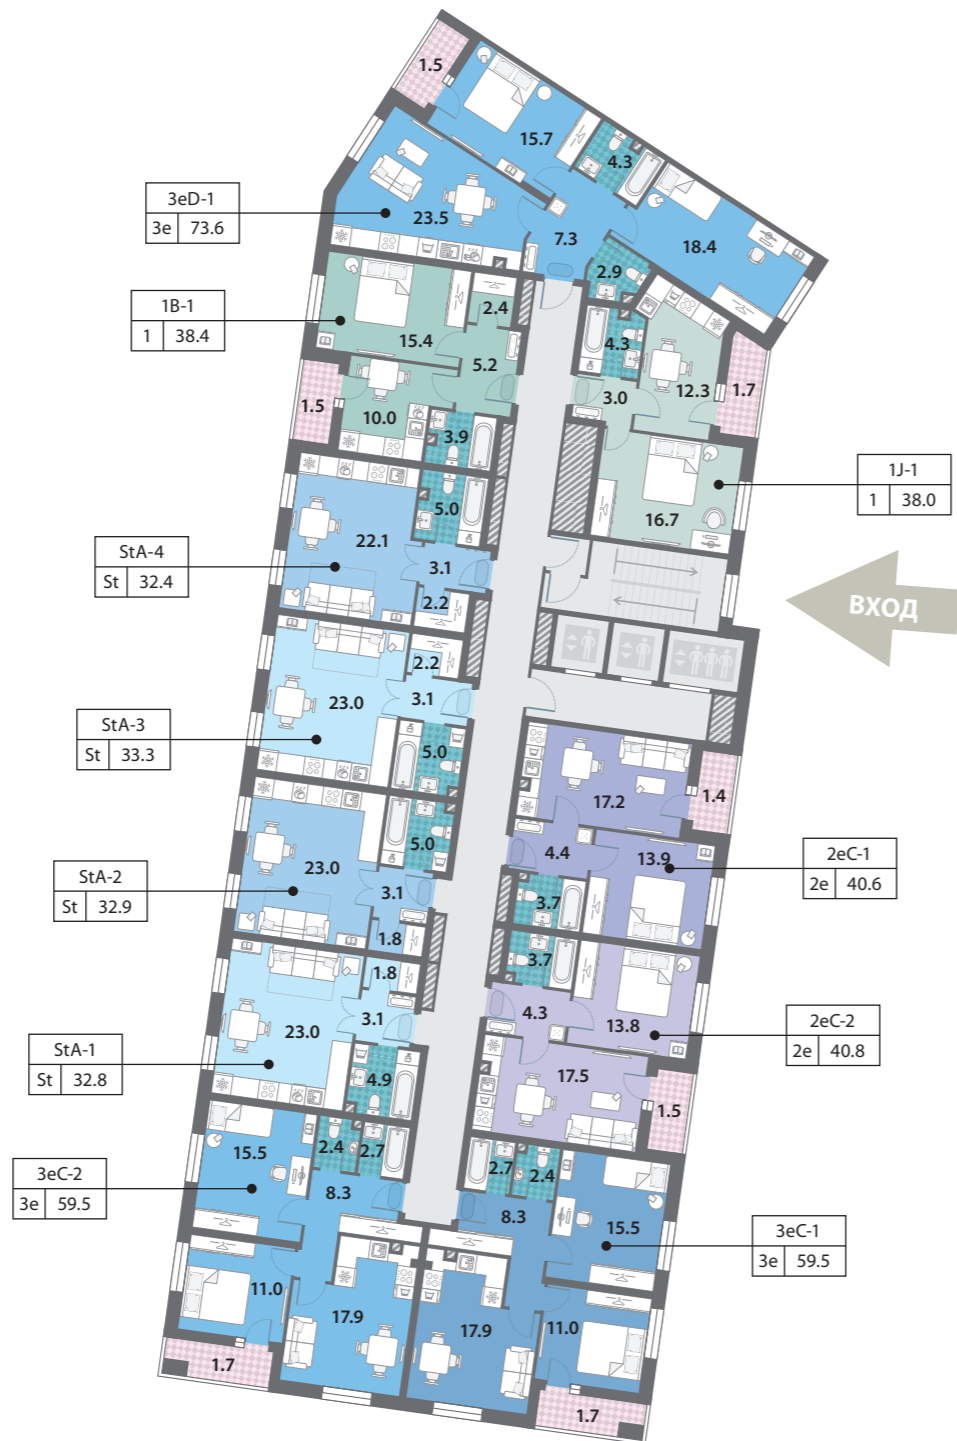 1.5
15.7
4.3
3eD-1
3e 73.6
23.5
7.3
18.4
2.9
1B-1
1 38.4
2.4
15.4
5.2
4.3
3.0
12.3
1.7
1.5
10.0
3.9
1J-1
1 38.0
5.0
16.7
StA-4
St 32.4
22.1
3.1
2.2
ВХОД
2.2
23.0
3.1
StA-3
St 33.3
5.0
17.2
1.4
5.0
4.4
13.9
2eC-1
2e 40.6
StA-2
St 32.9
23.0
3.1
3.7
1.8
3.7
1.8
23.0
3.1
4.3
13.8
2eC-2
2e 40.8
StA-1
St 32.8
4.9
17.5
1.5
2.4
2.7
15.5
2.7
2.4
3eC-2
3e 59.5
8.3
8.3
15.5
3eC-1
3e 59.5
11.0
17.9
17.9
11.0
1.7
1.7